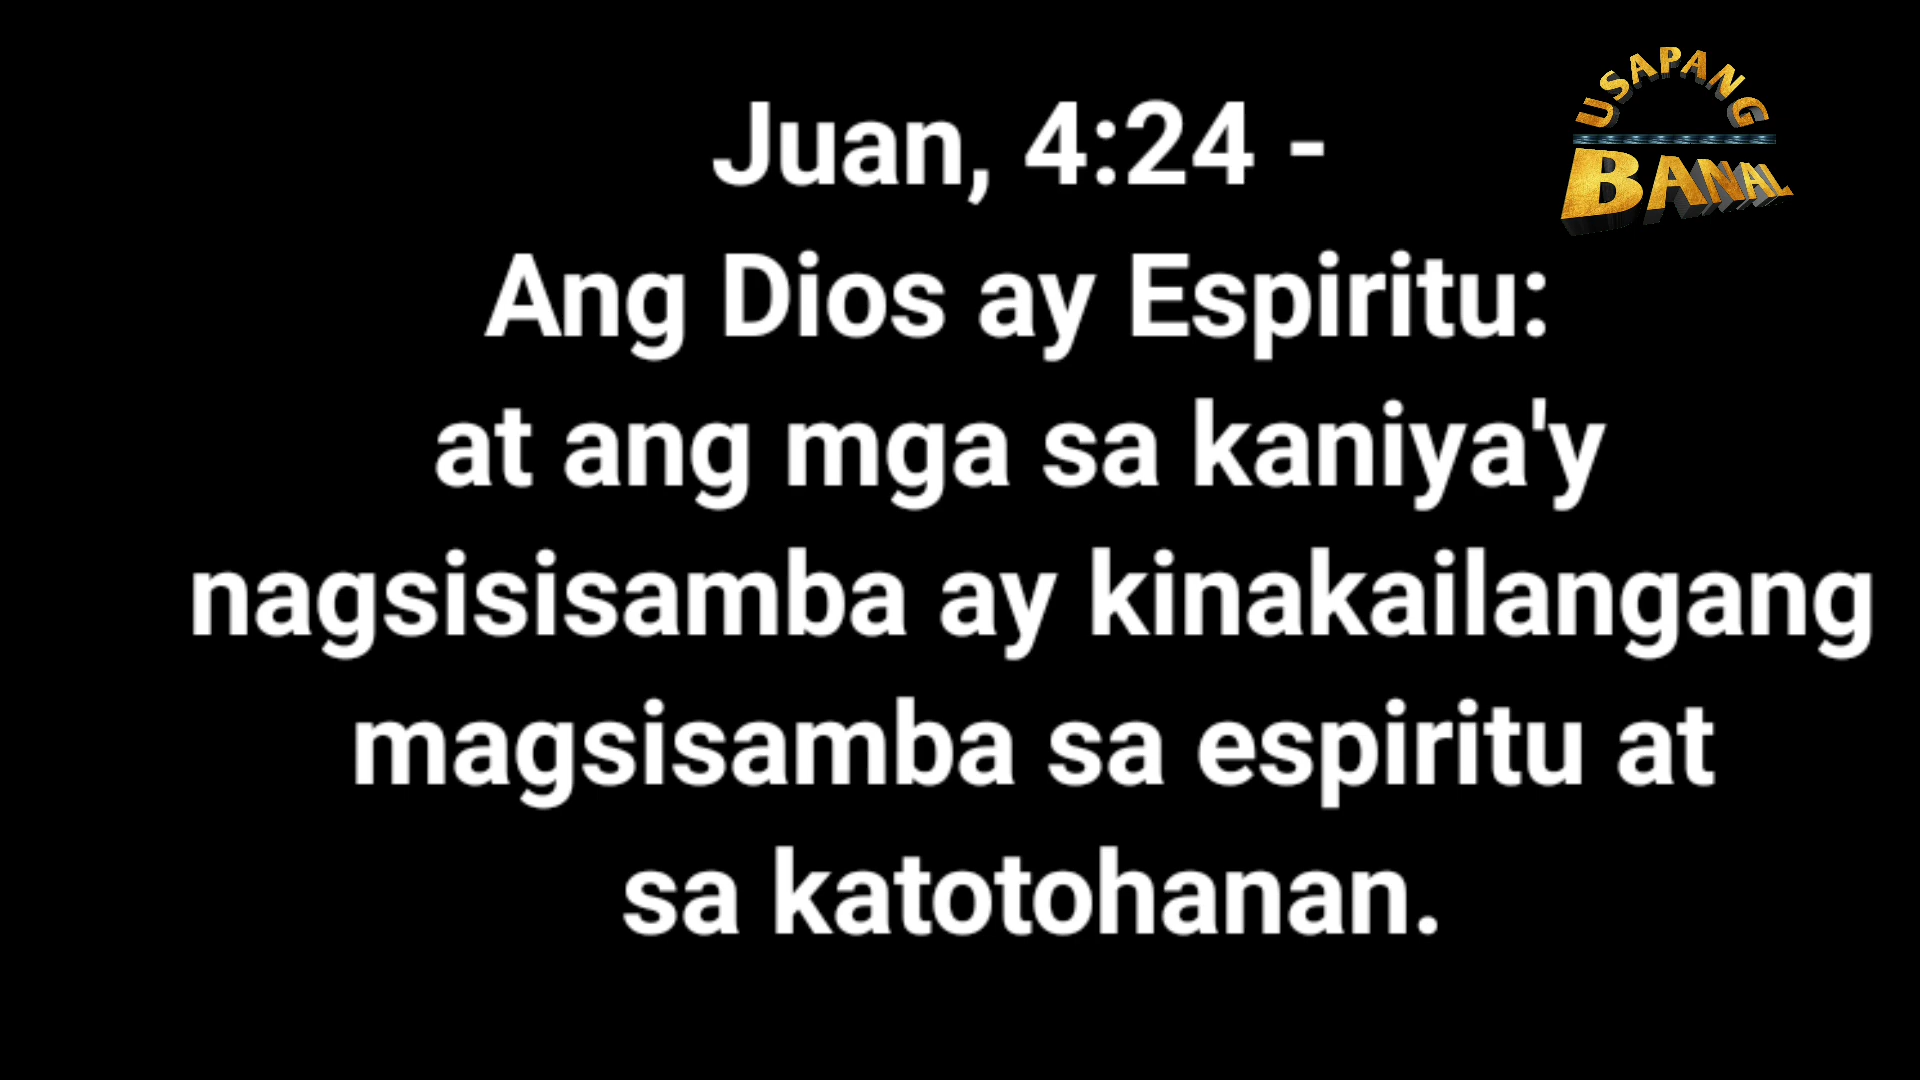 Juan, 4:24 -
Ang Dios ay Espiritu:
at ang mga sa kaniya'y
nagsisisamba ay kinakailangang
magsisamba sa espiritu at
sa katotohanan.
USAPANG
BANAL